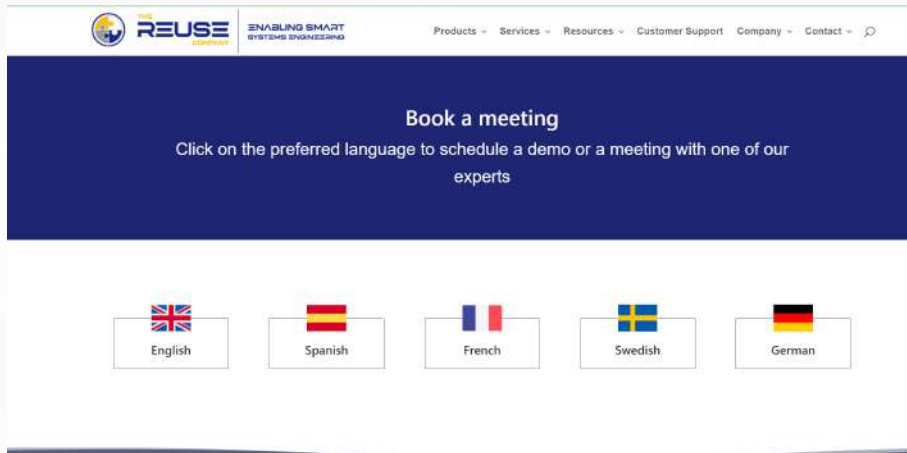 THE
REUSE
COMPANY
ENABLING SMART
SYSTEMS ENGINEERING
Products Services Resources Customer Support Company Contact
Book a meeting
Click on the preferred language to schedule a demo or a meeting with one of our
experts
English Spanish French Swedish German